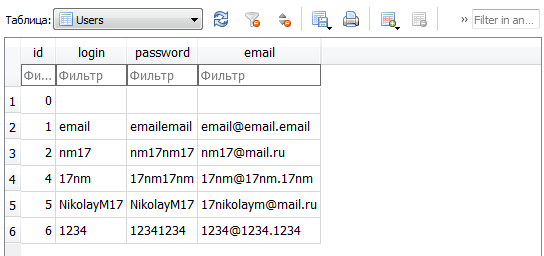 Таблица: Users » Filter in an...
id login password email
Фи... Фильтр Фильтр Фильтр
1 0
2 1 email emailemail email@email.email
3 2 nm17 nm17nm17 nm17@mail.ru
4 4 17nm 17nm17nm 17nm@17nm.17nm
5 5 NikolayM17 NikolayM17 17nikolaym@mail.ru
6 6 1234 12341234 1234@1234.1234